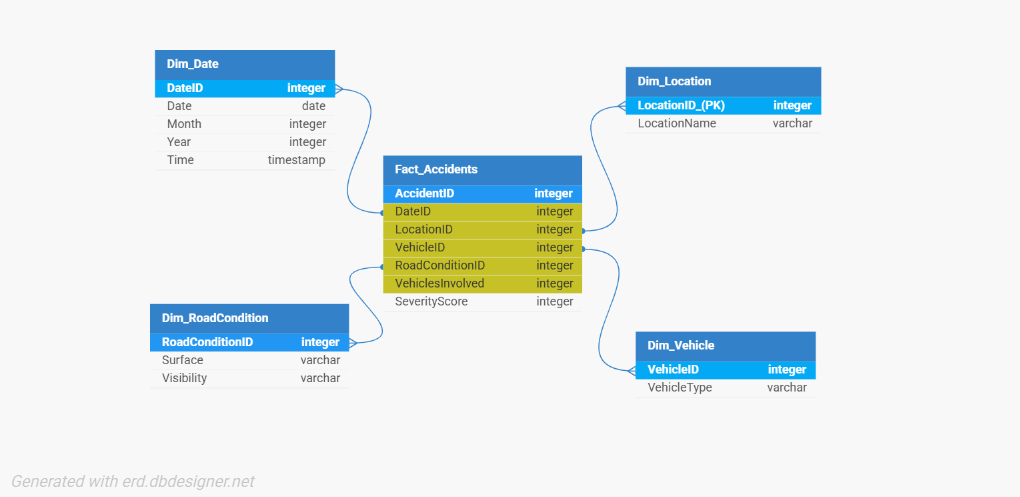 Dim_Date
DateID integer
Date date
Month integer
Year integer
Time timestamp
Dim_Location
LocationID_(PK) integer
LocationName varchar
Fact_Accidents
AccidentID integer
DateID integer
LocationID integer
VehicleID integer
RoadConditionID integer
VehiclesInvolved integer
SeverityScore integer
Dim_RoadCondition
RoadConditionID integer
Surface varchar
Visibility varchar
Dim_Vehicle
VehicleID integer
VehicleType varchar
Generated with erd.dbdesigner.net